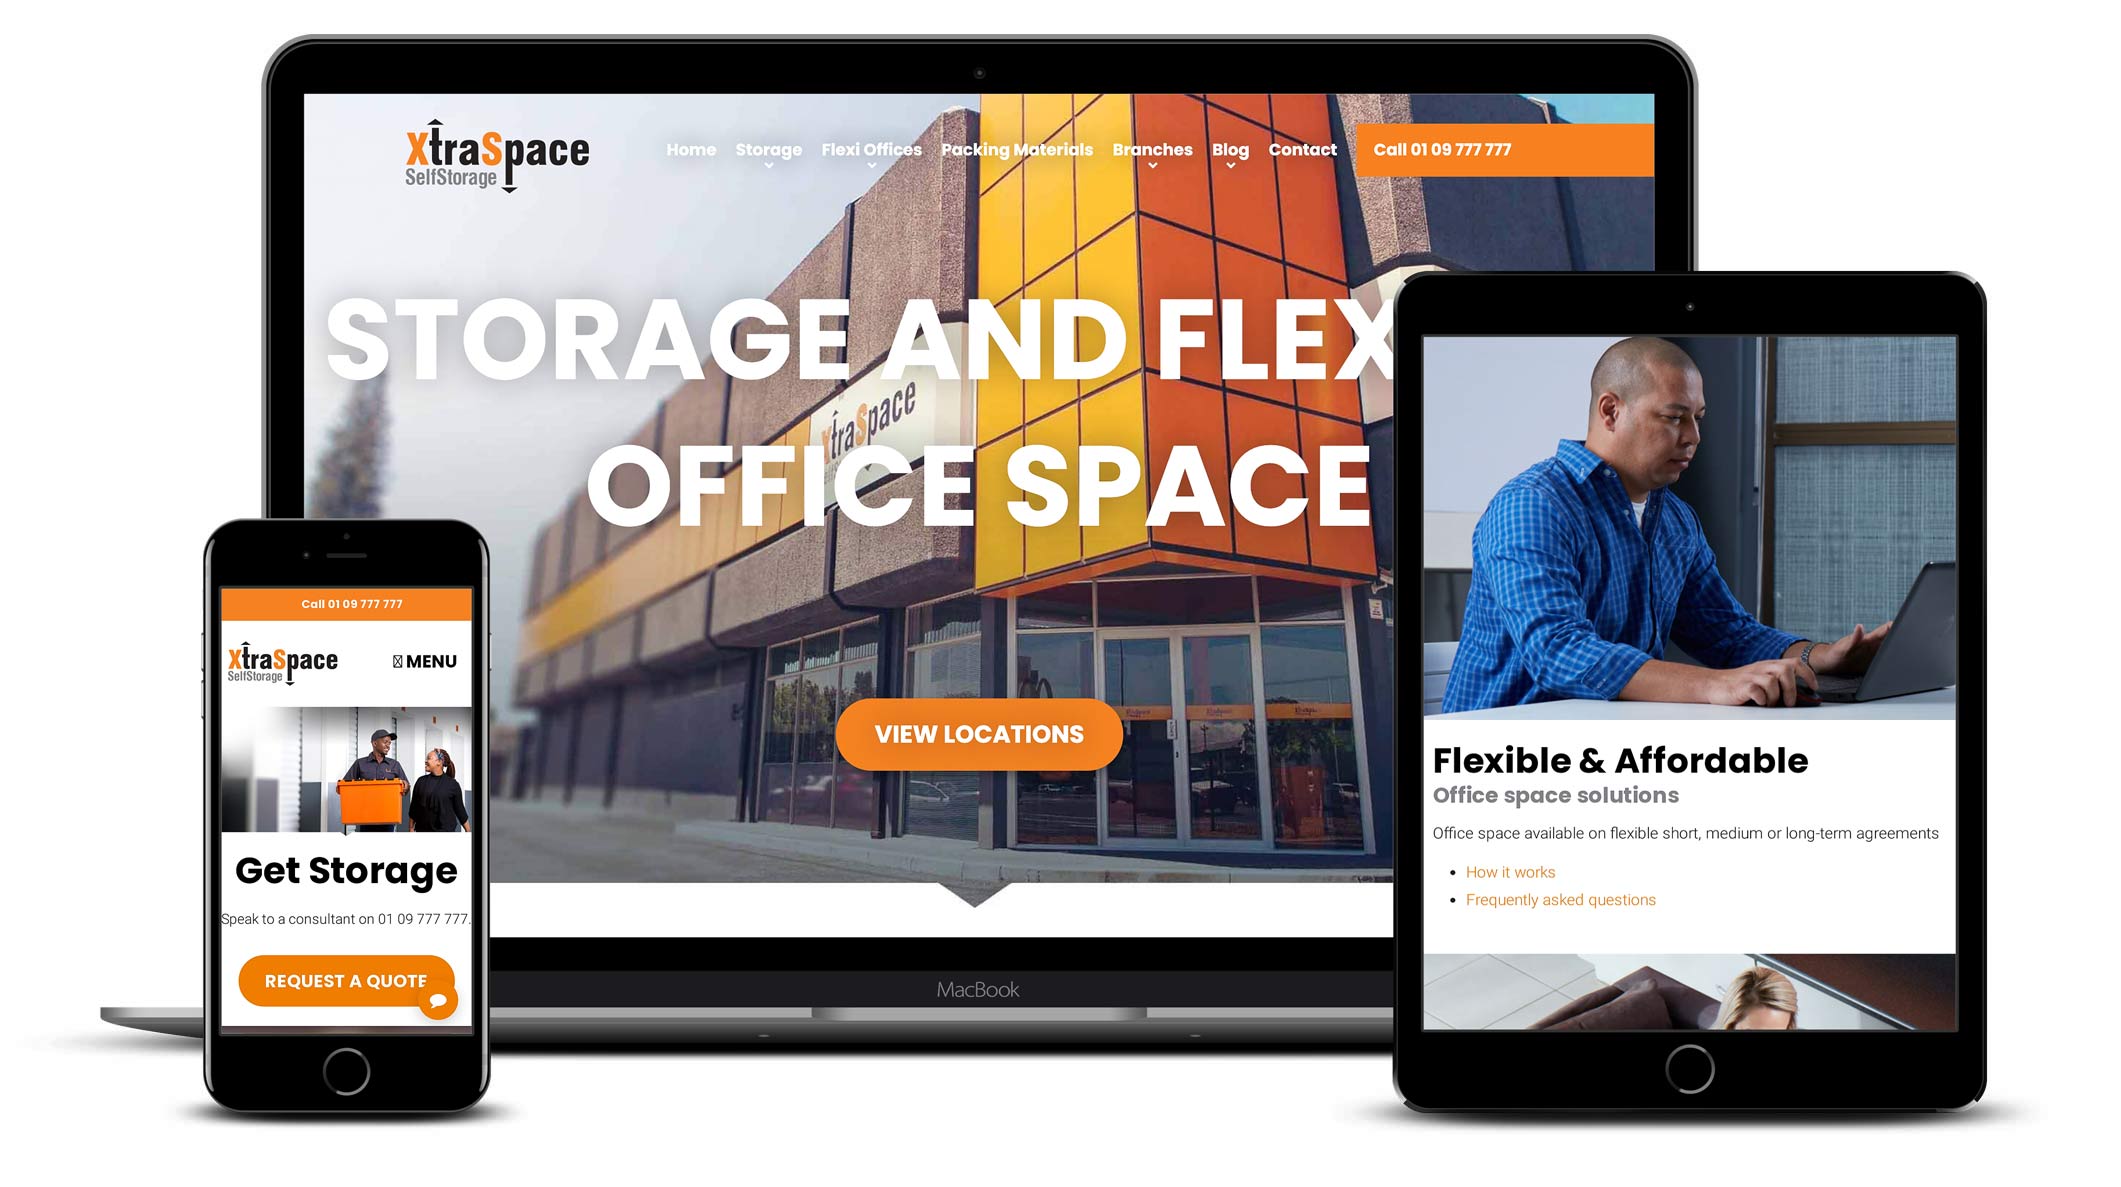 XtraSpace
SelfStorage
Home Storage Flexi Offices Packing Materials Branches Blog Contact
Call 01 09 777 777
STORAGE AND FLEX
OFFICE SPACE
XtraSpace
VIEW LOCATIONS
MacBook
Call 01 09 777 777
XtraSpace
SelfStorage
MENU
Get Storage
Speak to a consultant on 01 09 777 777.
REQUEST A QUOTE
Flexible & Affordable
Office space solutions
Office space available on flexible short, medium or long-term agreements
How it works
Frequently asked questions